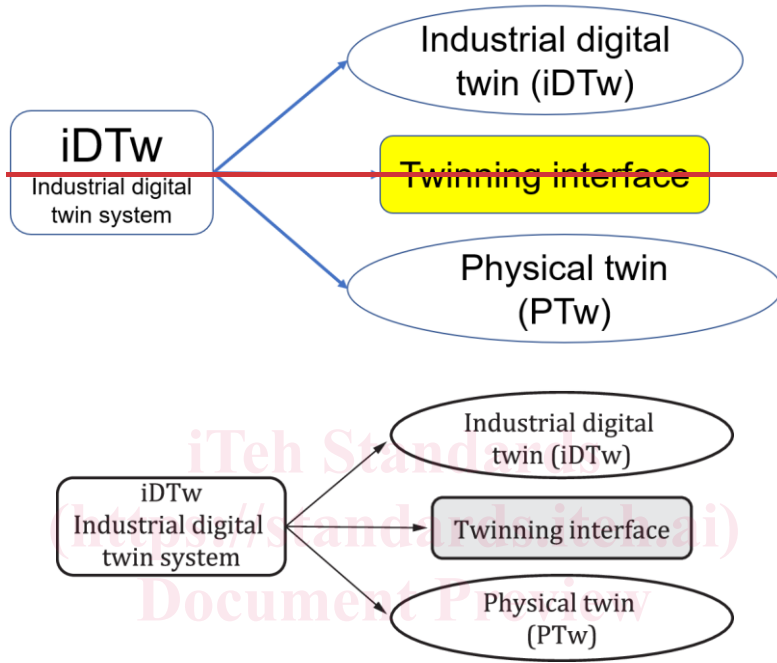 Industrial digital
twin (iDTw)
iDTw
Industrial digital
twin system
Twinning interface
Physical twin
(PTw)
Industrial digital
twin (iDTw)
iTeh Standards
iDTw
Industrial digital
twin system
Twinning interface
(https://standards.iteh.ai)
Document Preview
Physical twin
(PTw)